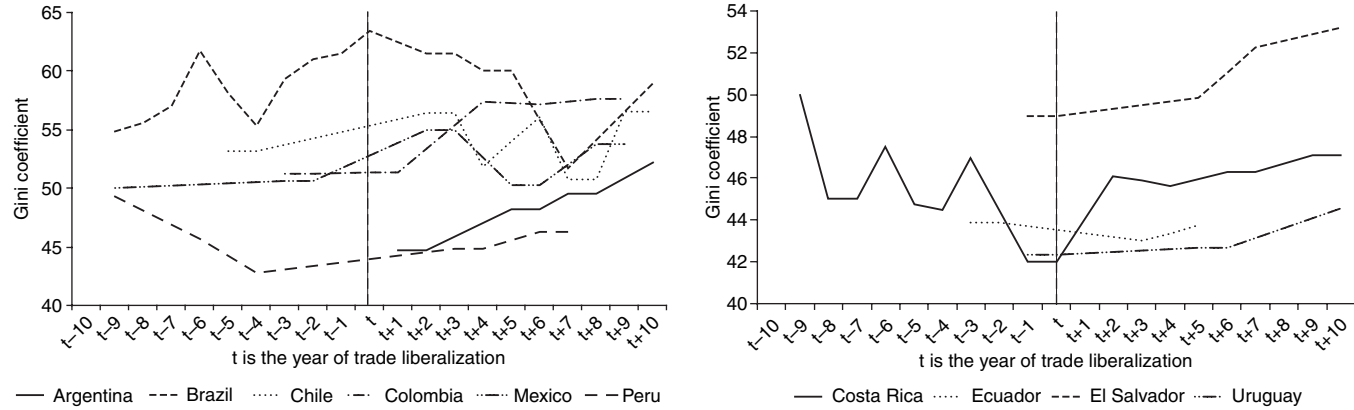 65
60
55
50
45
40
Gini coefficient
t–10 t–9 t–8 t–7 t–6 t–5 t–4 t–3 t–2 t–1 t t+1 t+2 t+3 t+4 t+5 t+6 t+7 t+8 t+9 t+10
t is the year of trade liberalization
Argentina Brazil Chile Colombia Mexico Peru
54
52
50
48
46
44
42
40
Gini coefficient
t–10 t–9 t–8 t–7 t–6 t–5 t–4 t–3 t–2 t–1 t t+1 t+2 t+3 t+4 t+5 t+6 t+7 t+8 t+9 t+10
t is the year of trade liberalization
Costa Rica Ecuador El Salvador Uruguay